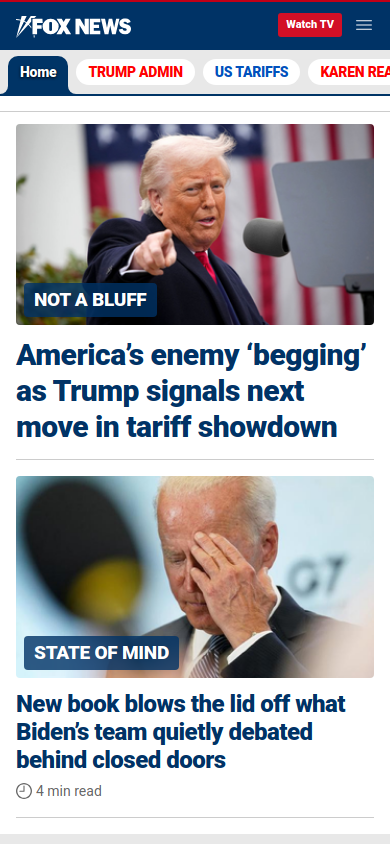 FOX NEWS
Watch TV
Home
TRUMP ADMIN
US TARIFFS
KAREN REA
NOT A BLUFF
America’s enemy ‘begging’
as Trump signals next
move in tariff showdown
G7
STATE OF MIND
New book blows the lid off what
Biden’s team quietly debated
behind closed doors
4 min read